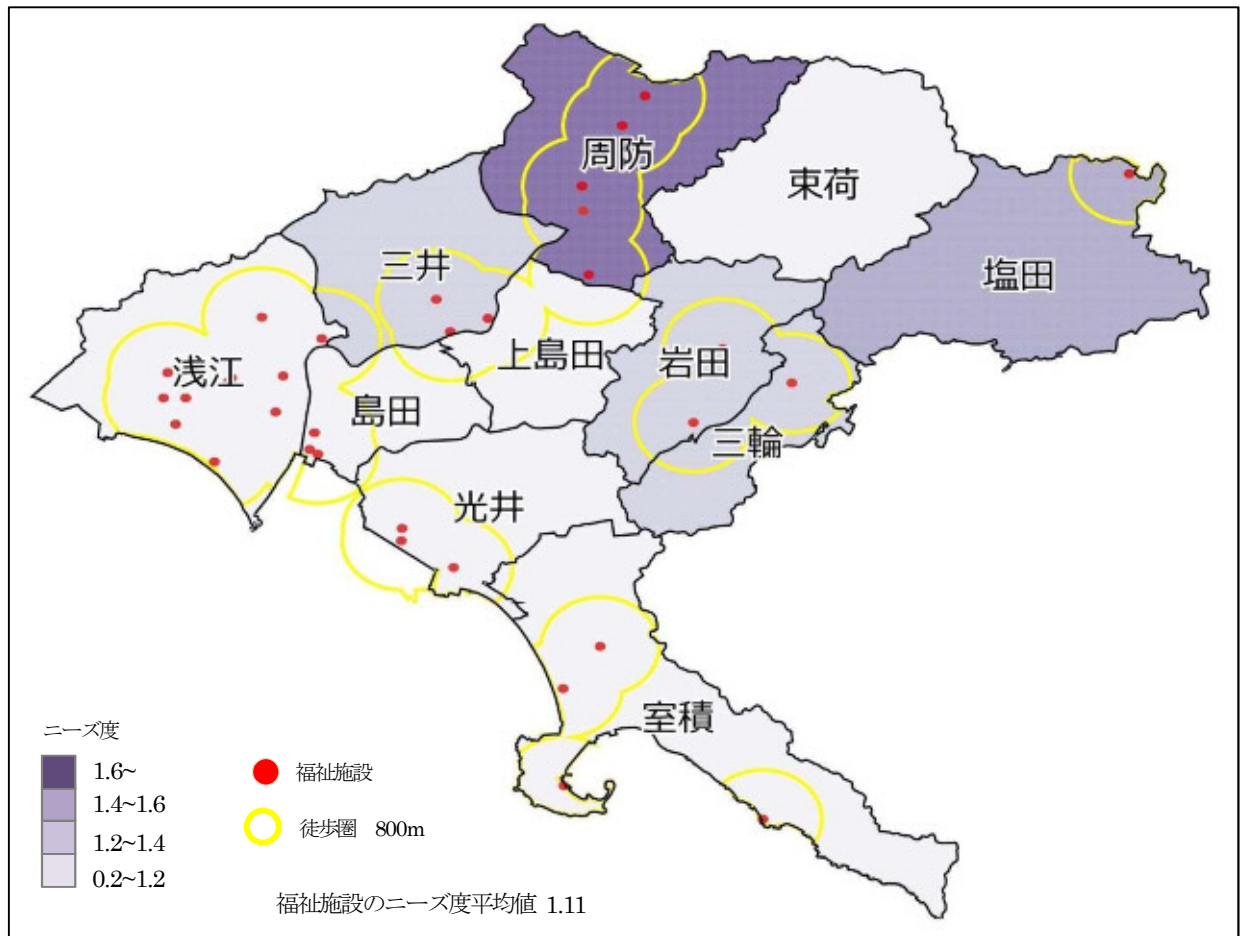 周防
束荷
塩田
三井
上島田
岩田
浅江
島田
三輪
光井
室積
ニーズ度
1.6~
1.4~1.6
1.2~1.4
0.2~1.2
福祉施設
徒歩圏 800m
福祉施設のニーズ度平均値 1.11